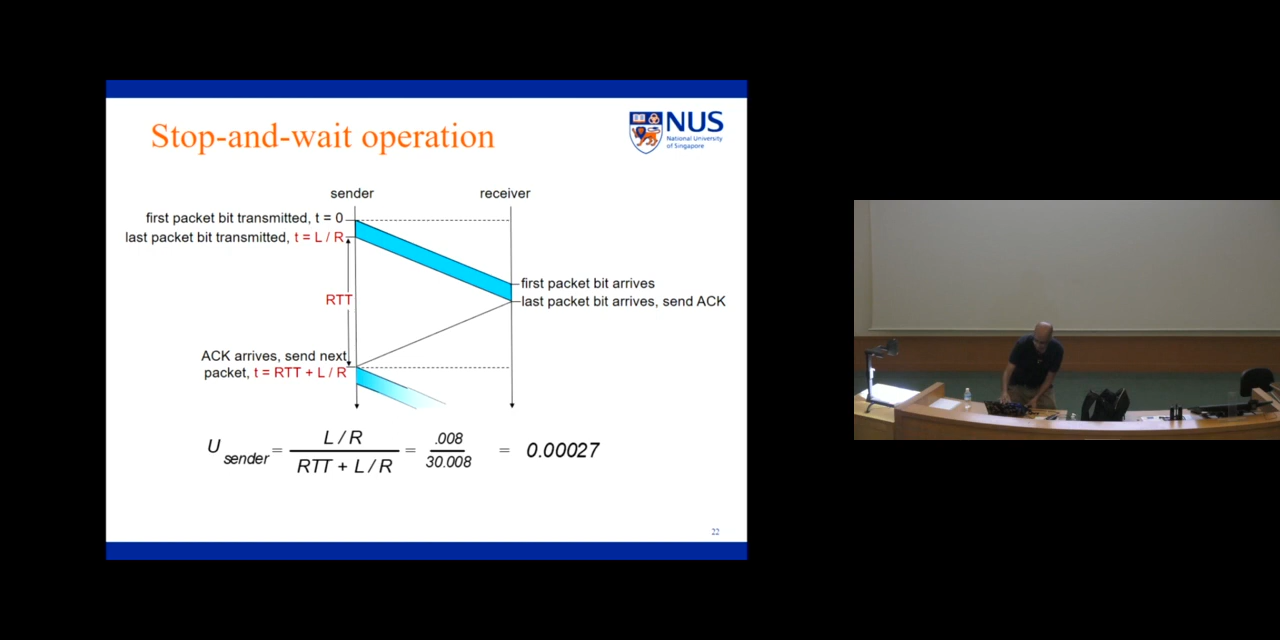 Stop-and-wait operation
NUS
National University
of Singapore
sender
receiver
first packet bit transmitted, t = 0
last packet bit transmitted, t = L / R
first packet bit arrives
RTT
last packet bit arrives, send ACK
ACK arrives, send next
packet, t = RTT + L / R
U sender = L / R / RTT + L / R = .008 / 30.008 = 0.00027
22